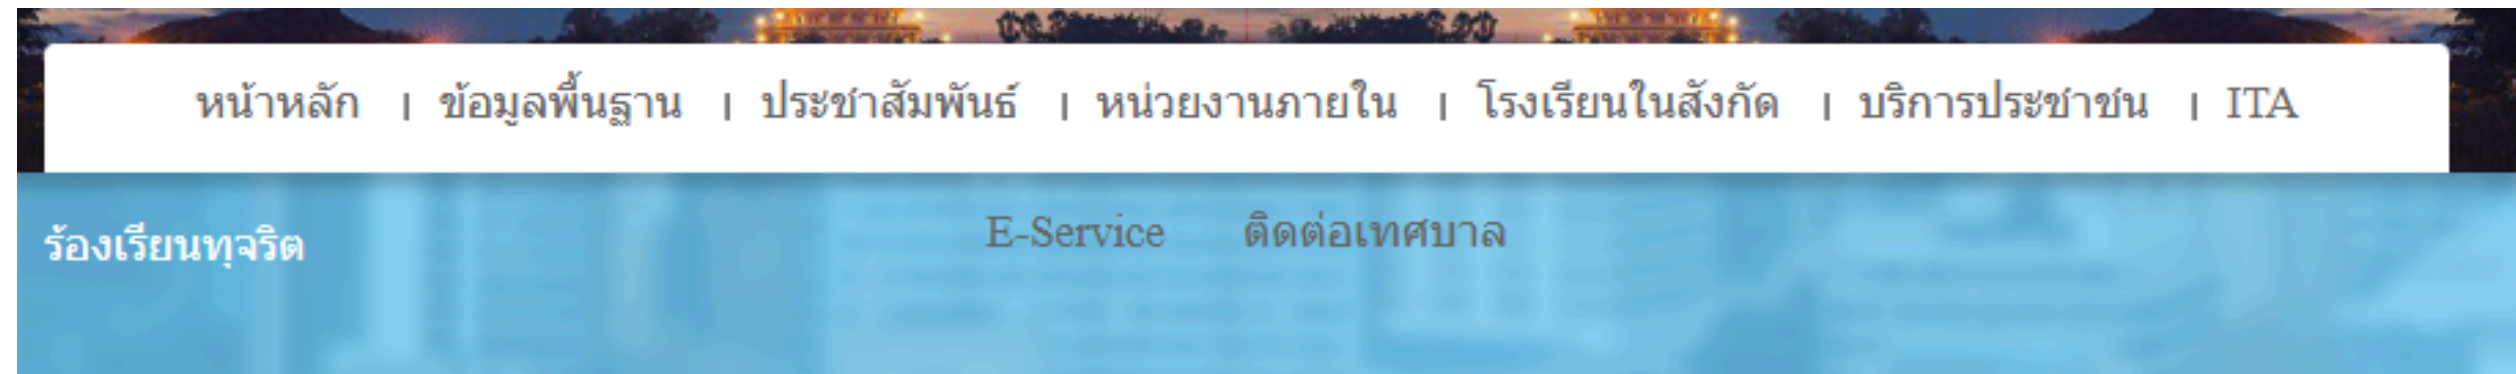 หน้าหลัก | ข้อมูลพื้นฐาน | ประชาสัมพันธ์ | หน่วยงานภายใน | โรงเรียนในสังกัด | บริการประชาชน | ITA
E-Service ติดต่อเทศบาล
ร้องเรียนทุจริต